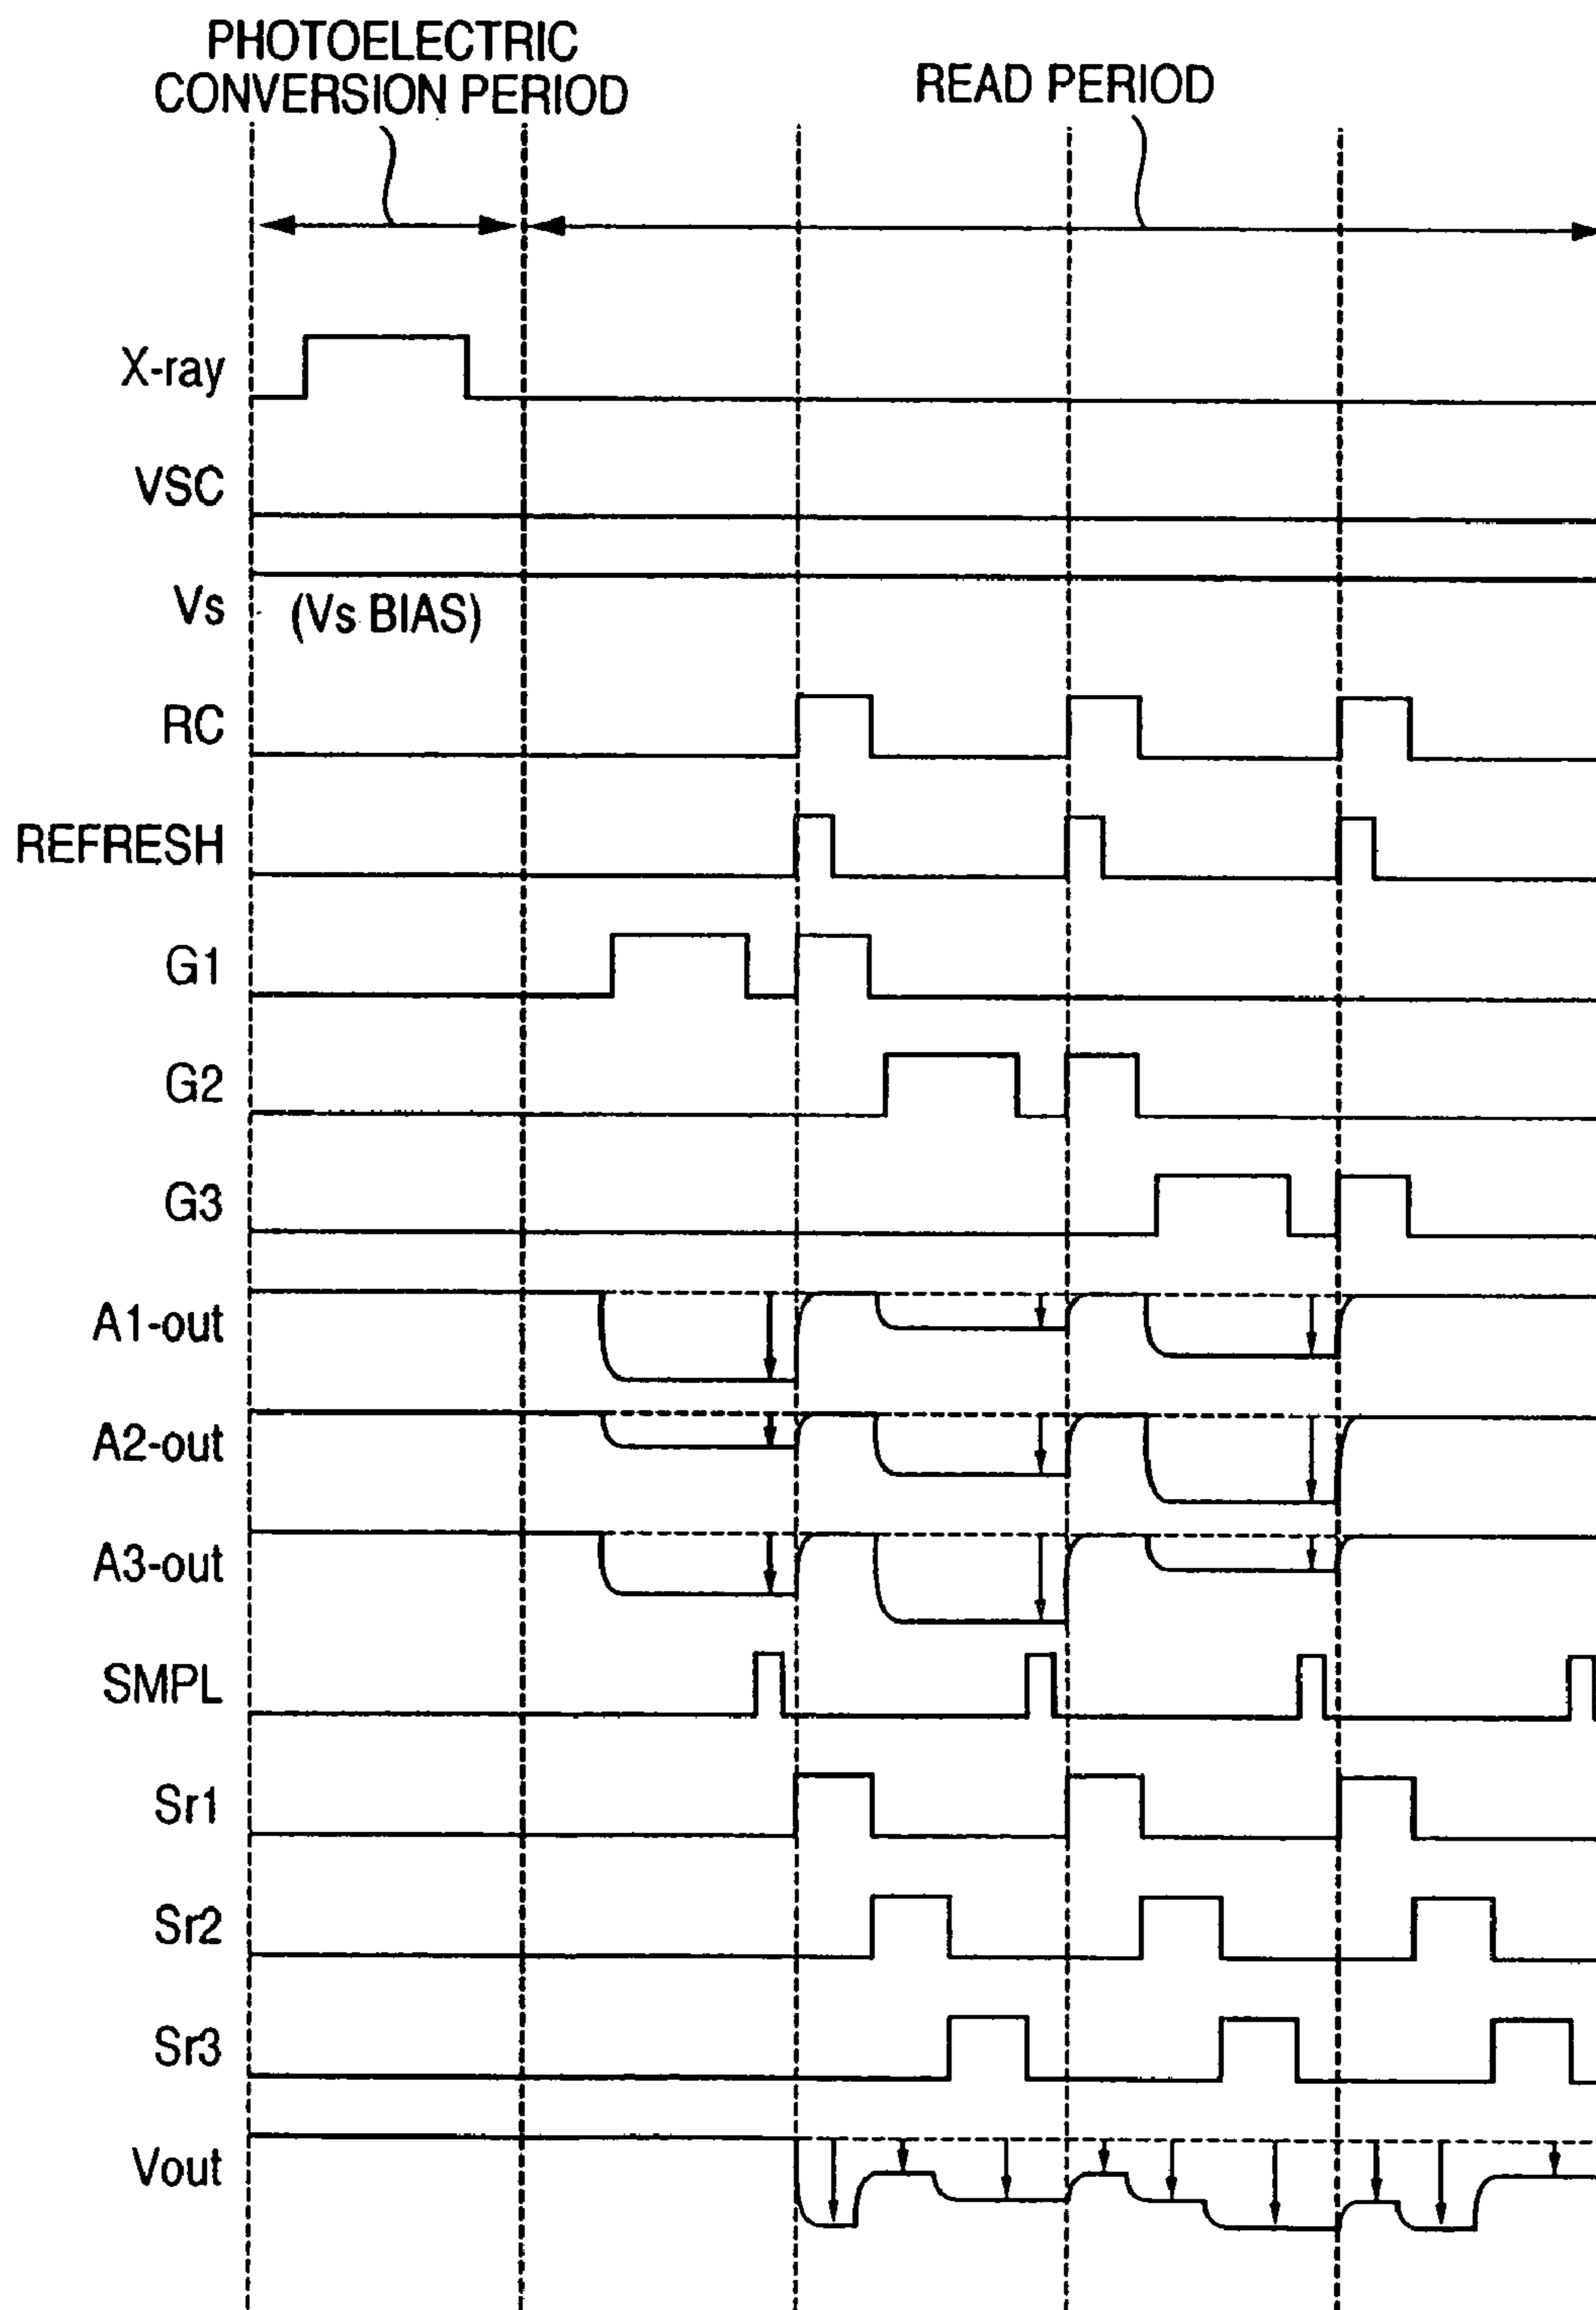 PHOTOELECTRIC
CONVERSION PERIOD
READ PERIOD
X-ray
VSC
Vs
(Vs BIAS)
RC
REFRESH
G1
G2
G3
A1-out
A2-out
A3-out
SMPL
Sr1
Sr2
Sr3
Vout